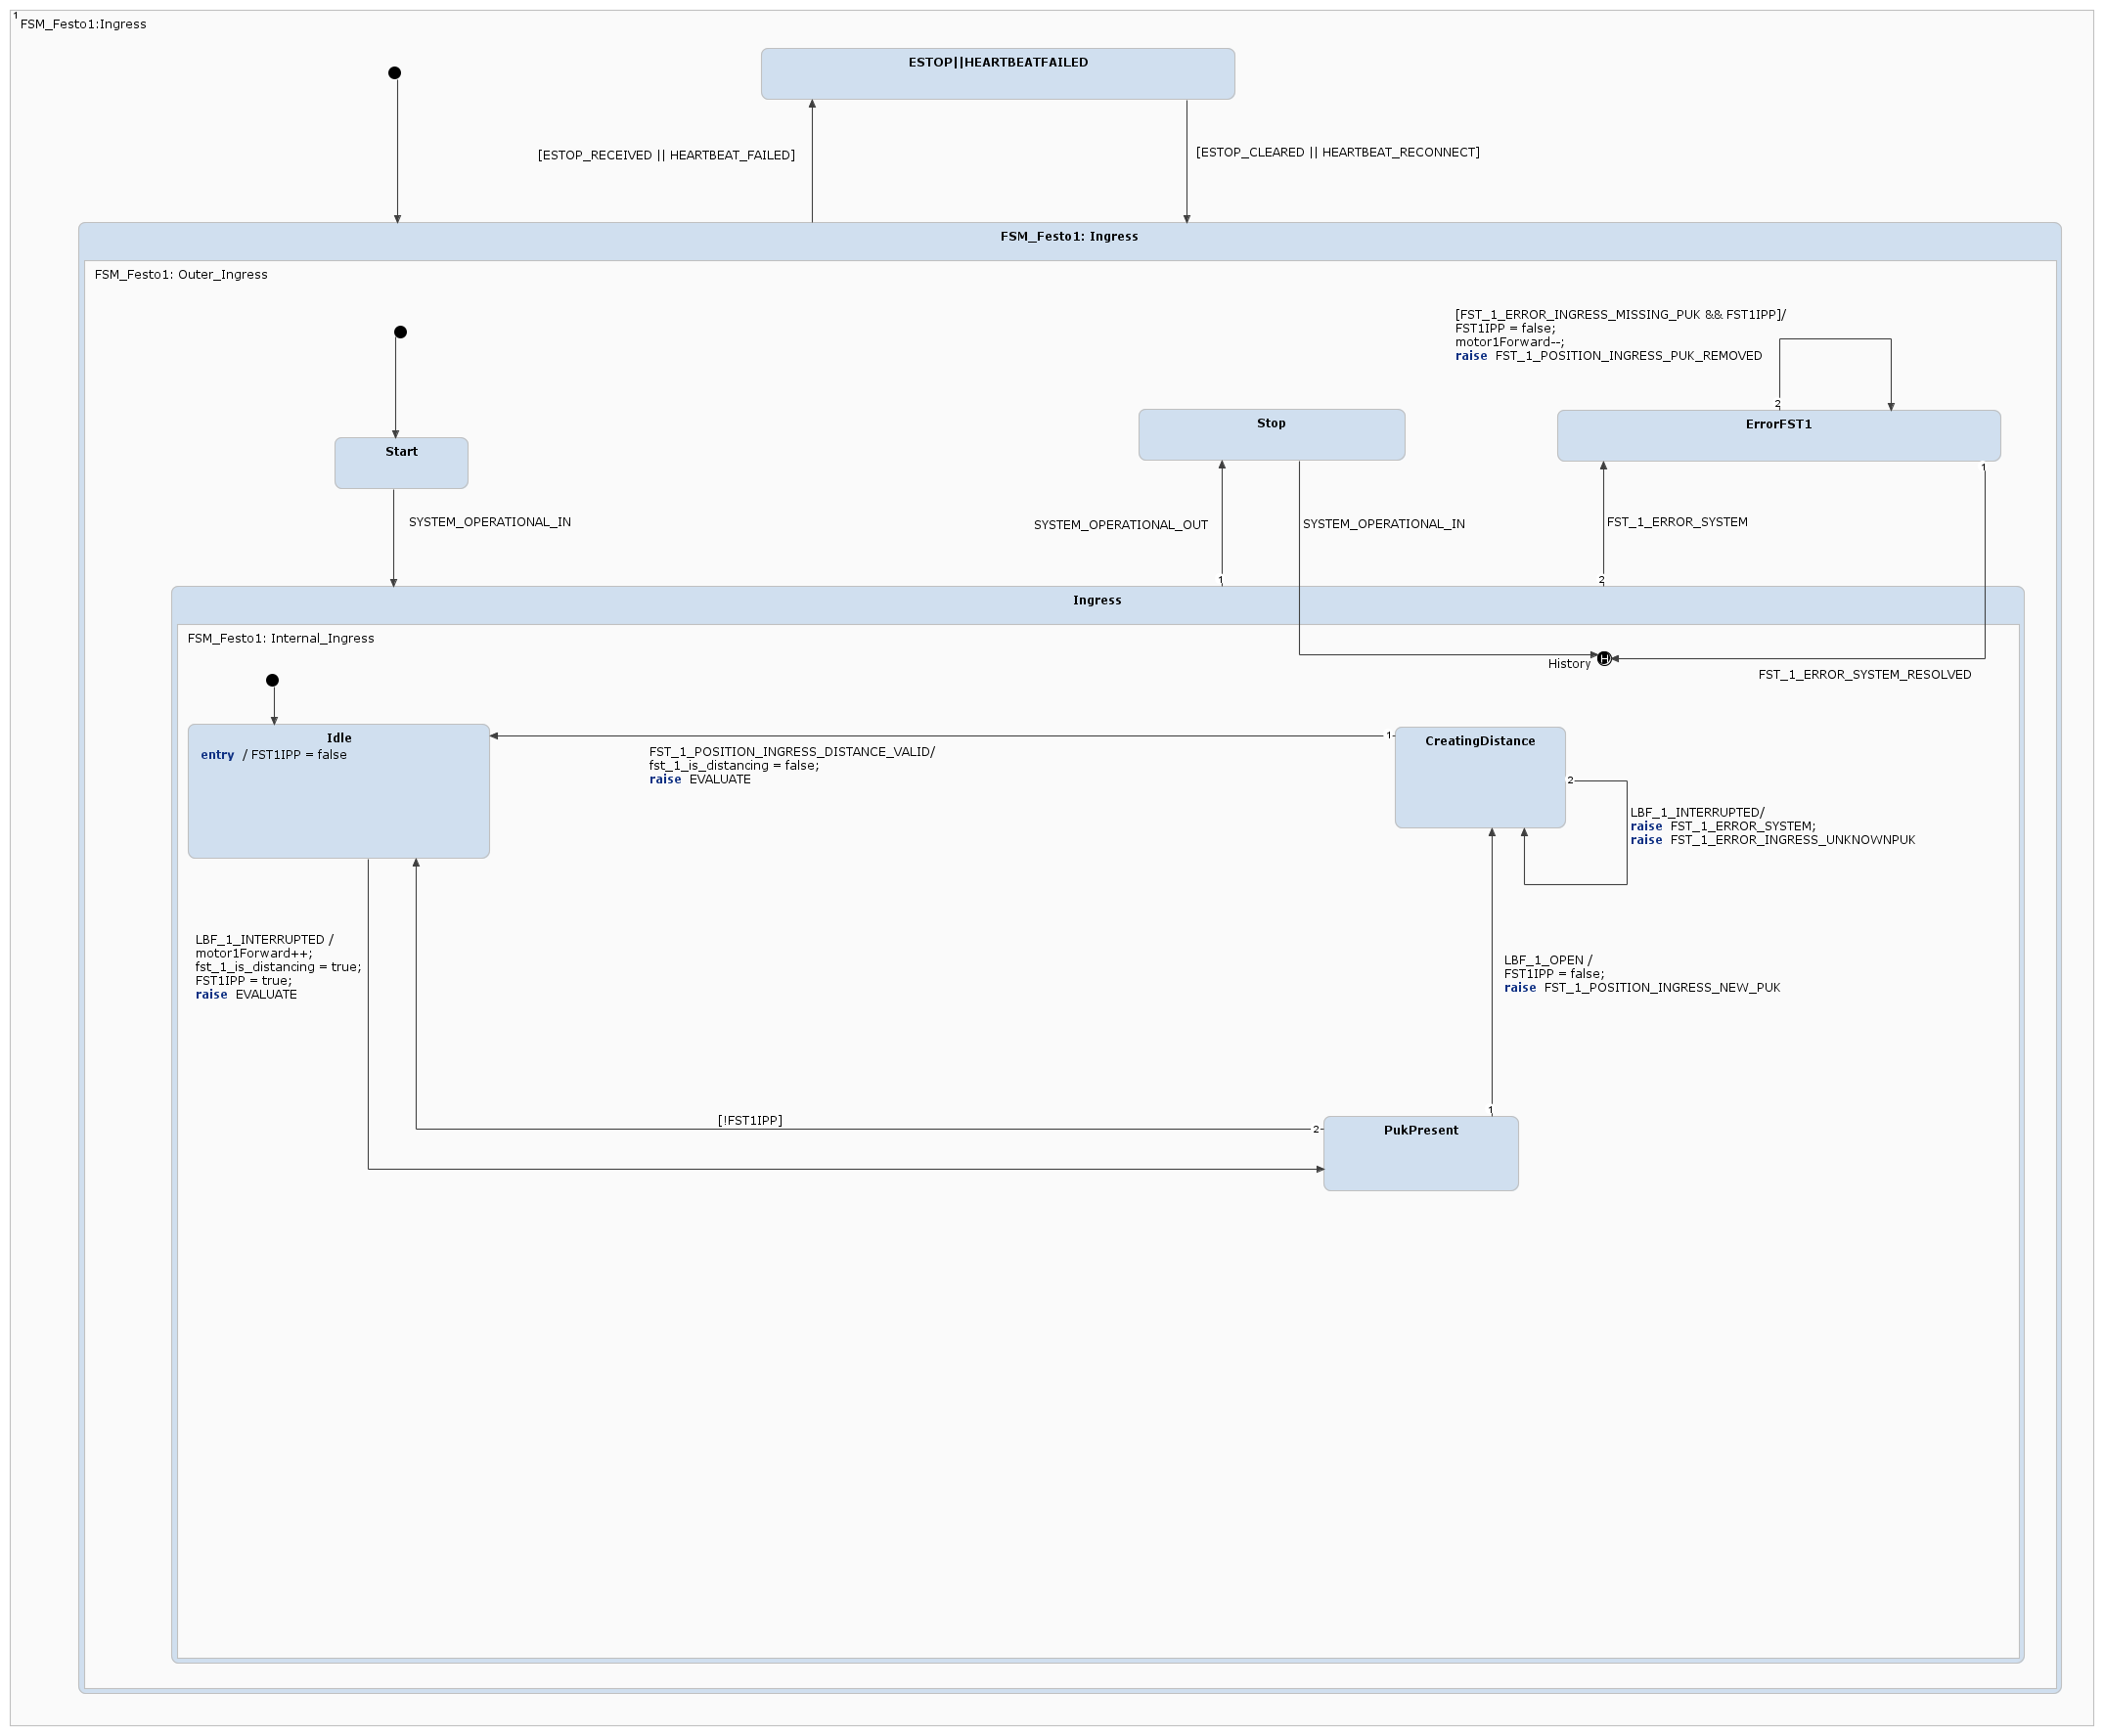 1
FSM_Festo1:Ingress
ESTOP||HEARTBEATFAILED
[ESTOP_RECEIVED || HEARTBEAT_FAILED]
[ESTOP_CLEARED || HEARTBEAT_RECONNECT]
FSM_Festo1: Ingress
FSM_Festo1: Outer_Ingress
[FST_1_ERROR_INGRESS_MISSING_PUK && FST1IPP]/
FST1IPP = false;
motor1Forward--;
raise FST_1_POSITION_INGRESS_PUK_REMOVED
2
Stop
ErrorFST1
Start
1
SYSTEM_OPERATIONAL_IN
SYSTEM_OPERATIONAL_OUT
SYSTEM_OPERATIONAL_IN
FST_1_ERROR_SYSTEM
1
2
Ingress
FSM_Festo1: Internal_Ingress
H
History
FST_1_ERROR_SYSTEM_RESOLVED
Idle
entry / FST1IPP = false
1
CreatingDistance
FST_1_POSITION_INGRESS_DISTANCE_VALID/
fst_1_is_distancing = false;
raise EVALUATE
2
LBF_1_INTERRUPTED/
raise FST_1_ERROR_SYSTEM;
raise FST_1_ERROR_INGRESS_UNKNOWNPUK
LBF_1_INTERRUPTED /
motor1Forward++;
fst_1_is_distancing = true;
FST1IPP = true;
raise EVALUATE
LBF_1_OPEN /
FST1IPP = false;
raise FST_1_POSITION_INGRESS_NEW_PUK
1
[!FST1IPP]
2
PukPresent